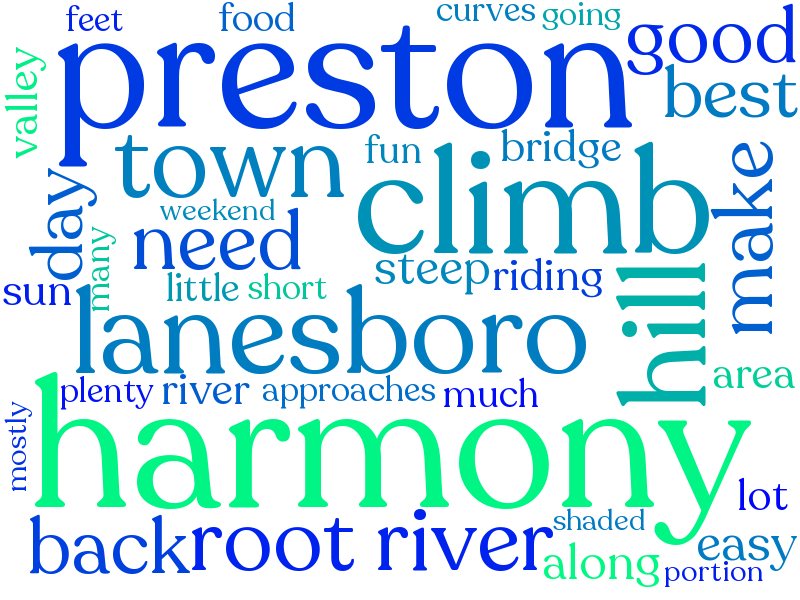 feet
food
curves
going
preston
good
valley
best
town
fun
bridge
climb
make
day
weekend
need
many
steep
riding
sun
little
short
hill
lanesboro
area
plenty
river
approaches
much
harmony
mostly
lot
back
root river
shaded
easy
along
portion